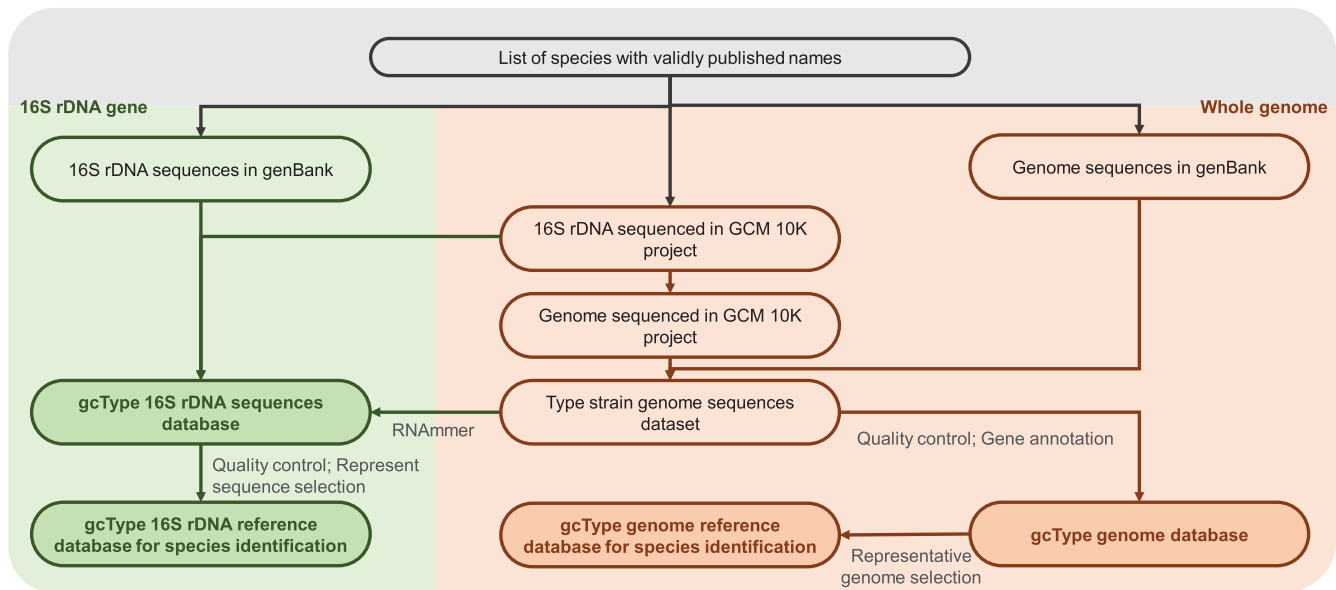 List of species with validly published names
16S rDNA gene
Whole genome
16S rDNA sequences in genBank
Genome sequences in genBank
16S rDNA sequenced in GCM 10K
project
Genome sequenced in GCM 10K
project
gcType 16S rDNA sequences
database
RNAmmer
Type strain genome sequences
dataset
Quality control; Gene annotation
Quality control; Represent
sequence selection
gcType 16S rDNA reference
database for species identification
gcType genome reference
database for species identification
Representative
genome selection
gcType genome database